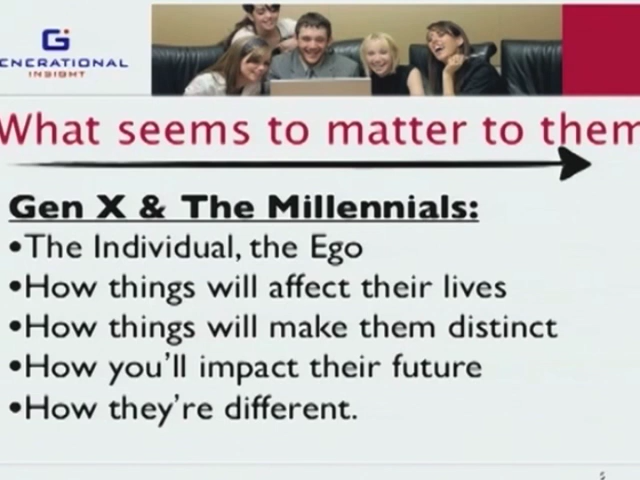 G
ENERATIONAL
INSIGHT
What seems to matter to them
Gen X & The Millennials:
•The Individual, the Ego
•How things will affect their lives
•How things will make them distinct
•How you'll impact their future
•How they're different.